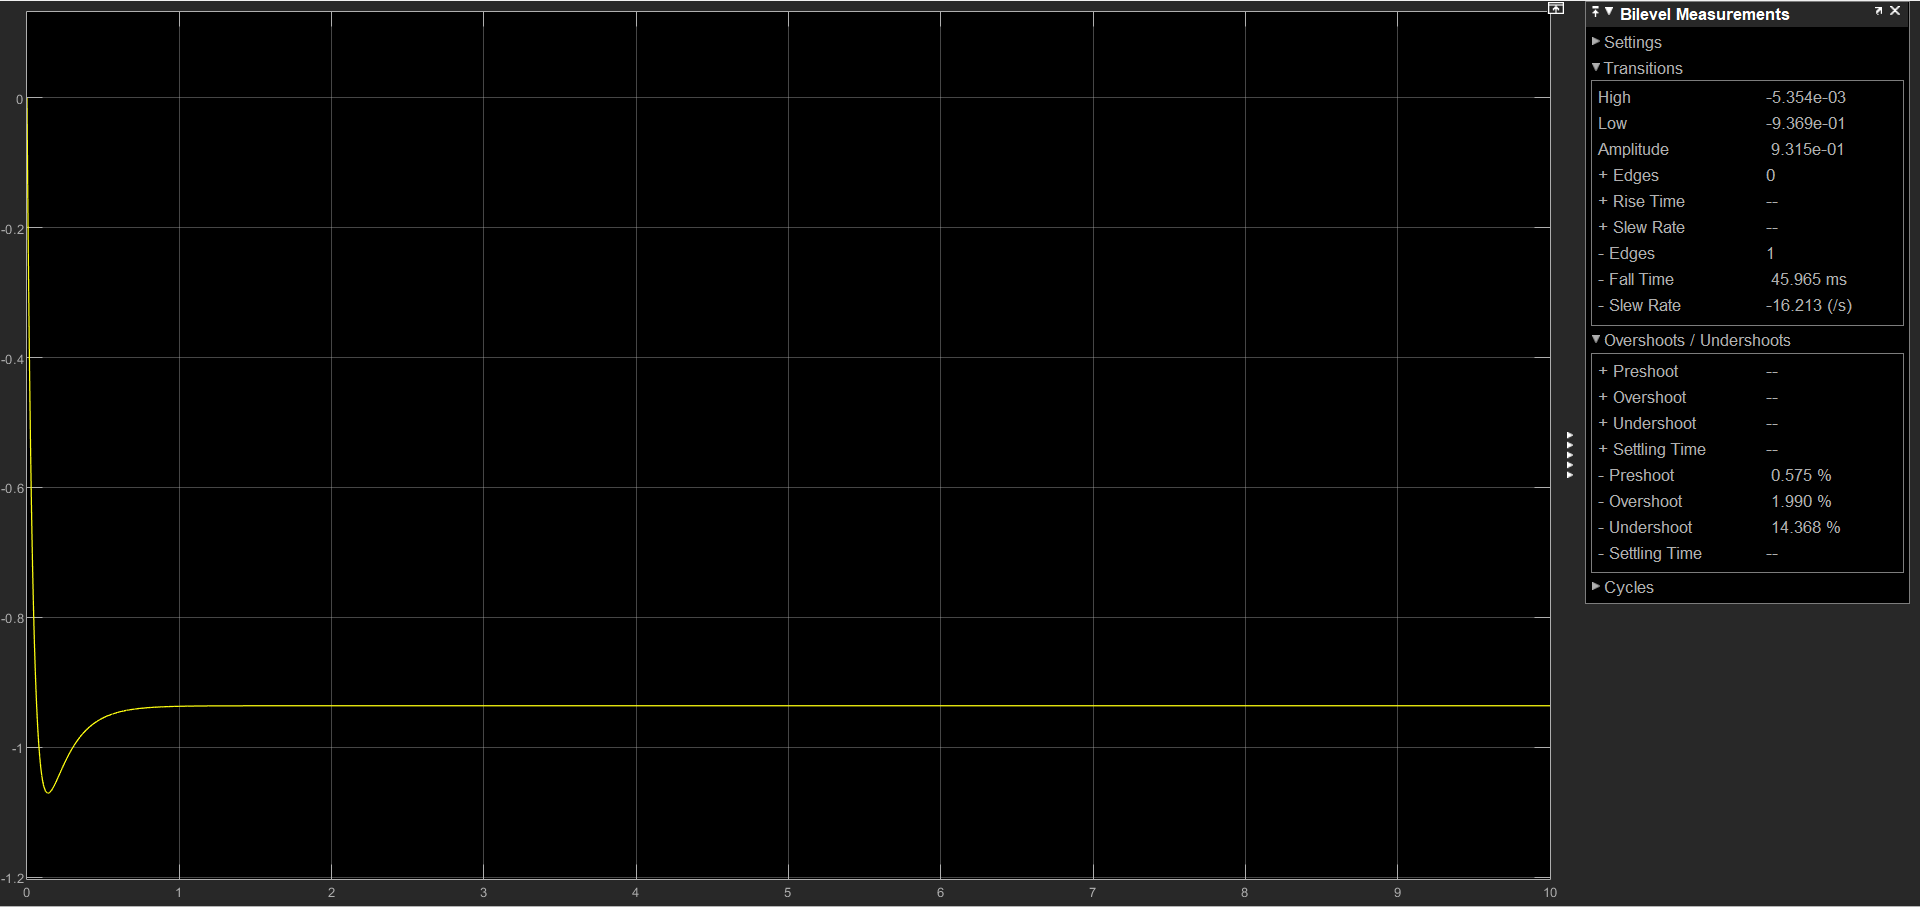 0
-0.2
-0.4
-0.6
-0.8
-1
-1.2
0 1 2 3 4 5 6 7 8 9 10
Bilevel Measurements
Settings
Transitions
High -5.354e-03
Low -9.369e-01
Amplitude 9.315e-01
+ Edges 0
+ Rise Time --
+ Slew Rate --
- Edges 1
- Fall Time 45.965 ms
- Slew Rate -16.213 (/s)
Overshoots / Undershoots
+ Preshoot --
+ Overshoot --
+ Undershoot --
+ Settling Time --
- Preshoot 0.575 %
- Overshoot 1.990 %
- Undershoot 14.368 %
- Settling Time --
Cycles